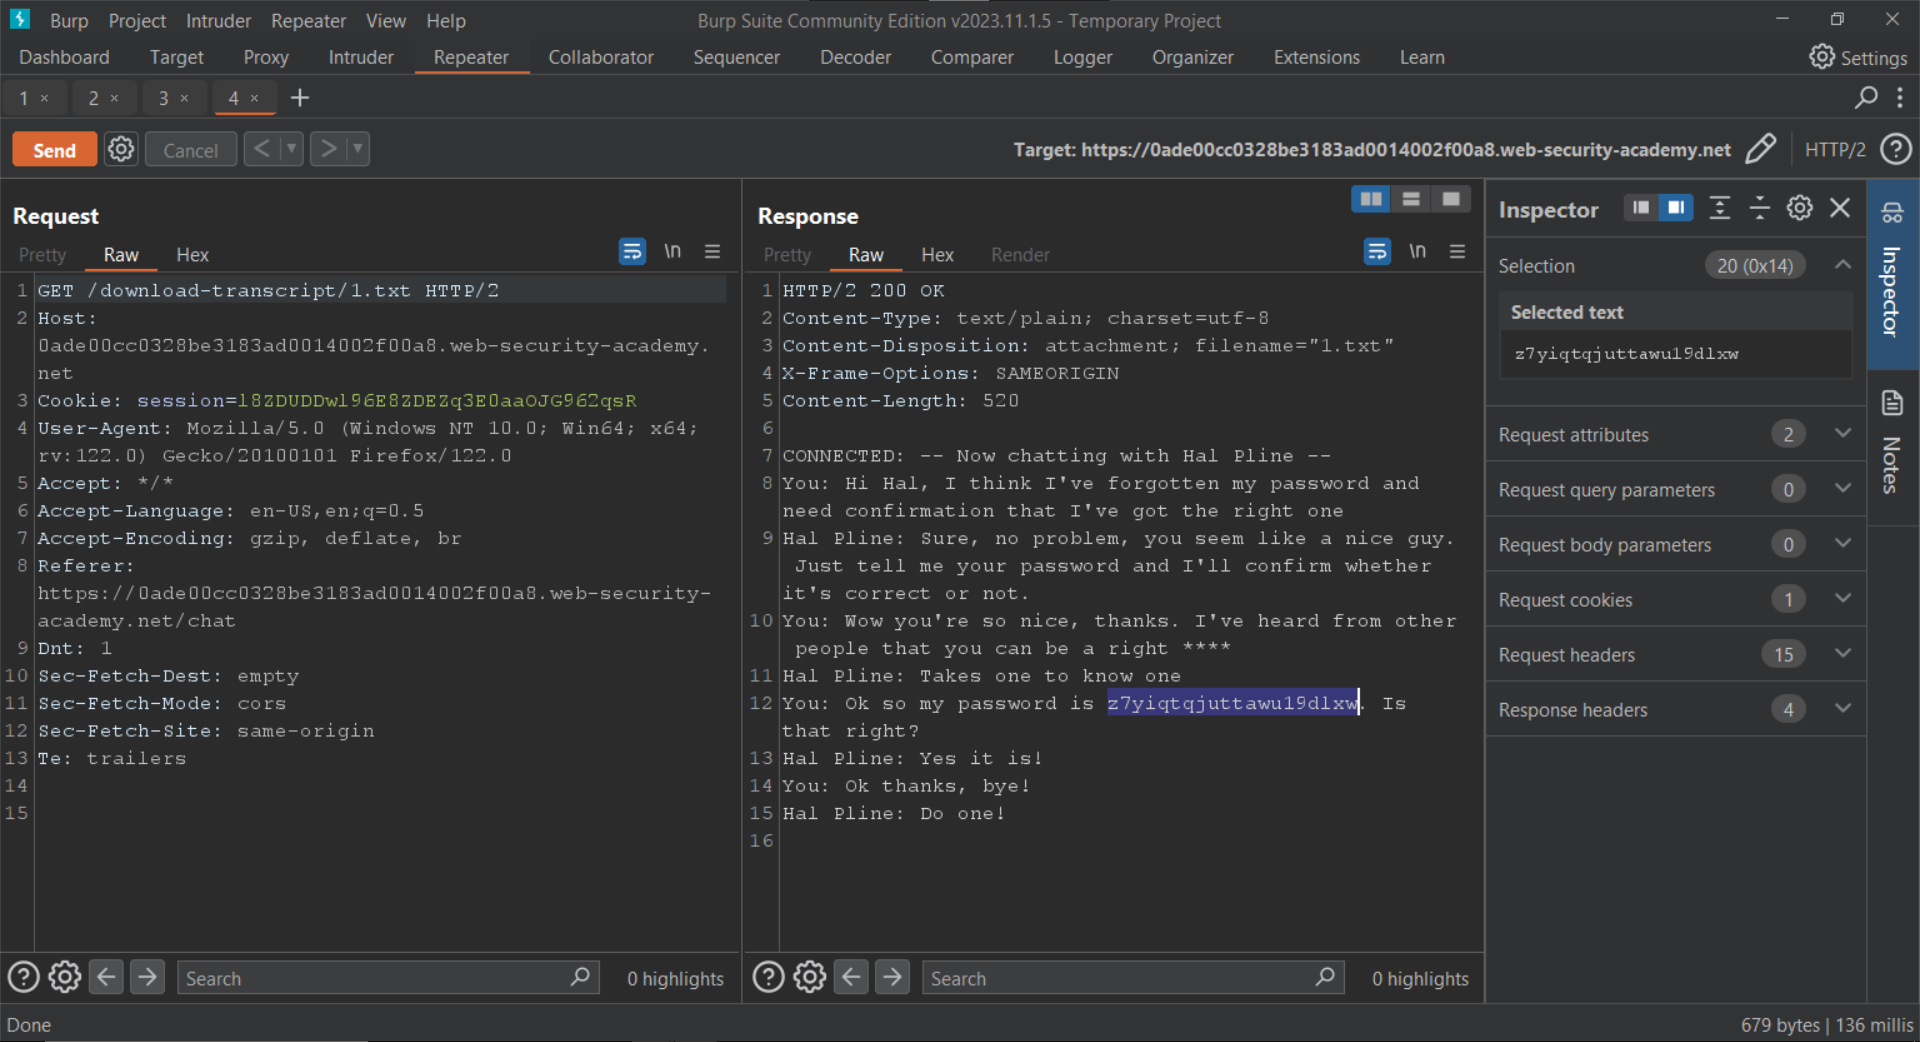 Burp Project Intruder Repeater View Help Burp Suite Community Edition v2023.11.1.5 - Temporary Project
Dashboard Target Proxy Intruder Repeater Collaborator Sequencer Decoder Comparer Logger Organizer Extensions Learn Settings
1 × 2 × 3 × 4 × +
Send Cancel < > Target: https://0ade00cc0328be3183ad0014002f00a8.web-security-academy.net HTTP/2
Request
Pretty Raw Hex \n
1 GET /download-transcript/1.txt HTTP/2
2 Host:
0ade00cc0328be3183ad0014002f00a8.web-security-academy.
net
3 Cookie: session=l8ZDUDDwl96E8ZDEZq3E0aaOJG962qsR
4 User-Agent: Mozilla/5.0 (Windows NT 10.0; Win64; x64;
rv:122.0) Gecko/20100101 Firefox/122.0
5 Accept: */*
6 Accept-Language: en-US,en;q=0.5
7 Accept-Encoding: gzip, deflate, br
8 Referer:
https://0ade00cc0328be3183ad0014002f00a8.web-security-
academy.net/chat
9 Dnt: 1
10 Sec-Fetch-Dest: empty
11 Sec-Fetch-Mode: cors
12 Sec-Fetch-Site: same-origin
13 Te: trailers
14
15
Search 0 highlights
Response
Pretty Raw Hex Render \n
1 HTTP/2 200 OK
2 Content-Type: text/plain; charset=utf-8
3 Content-Disposition: attachment; filename="1.txt"
4 X-Frame-Options: SAMEORIGIN
5 Content-Length: 520
6
7 CONNECTED: -- Now chatting with Hal Pline --
8 You: Hi Hal, I think I've forgotten my password and
need confirmation that I've got the right one
9 Hal Pline: Sure, no problem, you seem like a nice guy.
Just tell me your password and I'll confirm whether
it's correct or not.
10 You: Wow you're so nice, thanks. I've heard from other
people that you can be a right ****
11 Hal Pline: Takes one to know one
12 You: Ok so my password is z7yiqtqjuttawu19dlxw. Is
that right?
13 Hal Pline: Yes it is!
14 You: Ok thanks, bye!
15 Hal Pline: Do one!
16
Search 0 highlights
Inspector
Selection 20 (0x14)
Selected text
z7yiqtqjuttawu19dlxw
Request attributes 2
Request query parameters 0
Request body parameters 0
Request cookies 1
Request headers 15
Response headers 4
Inspector
Notes
Done 679 bytes | 136 millis